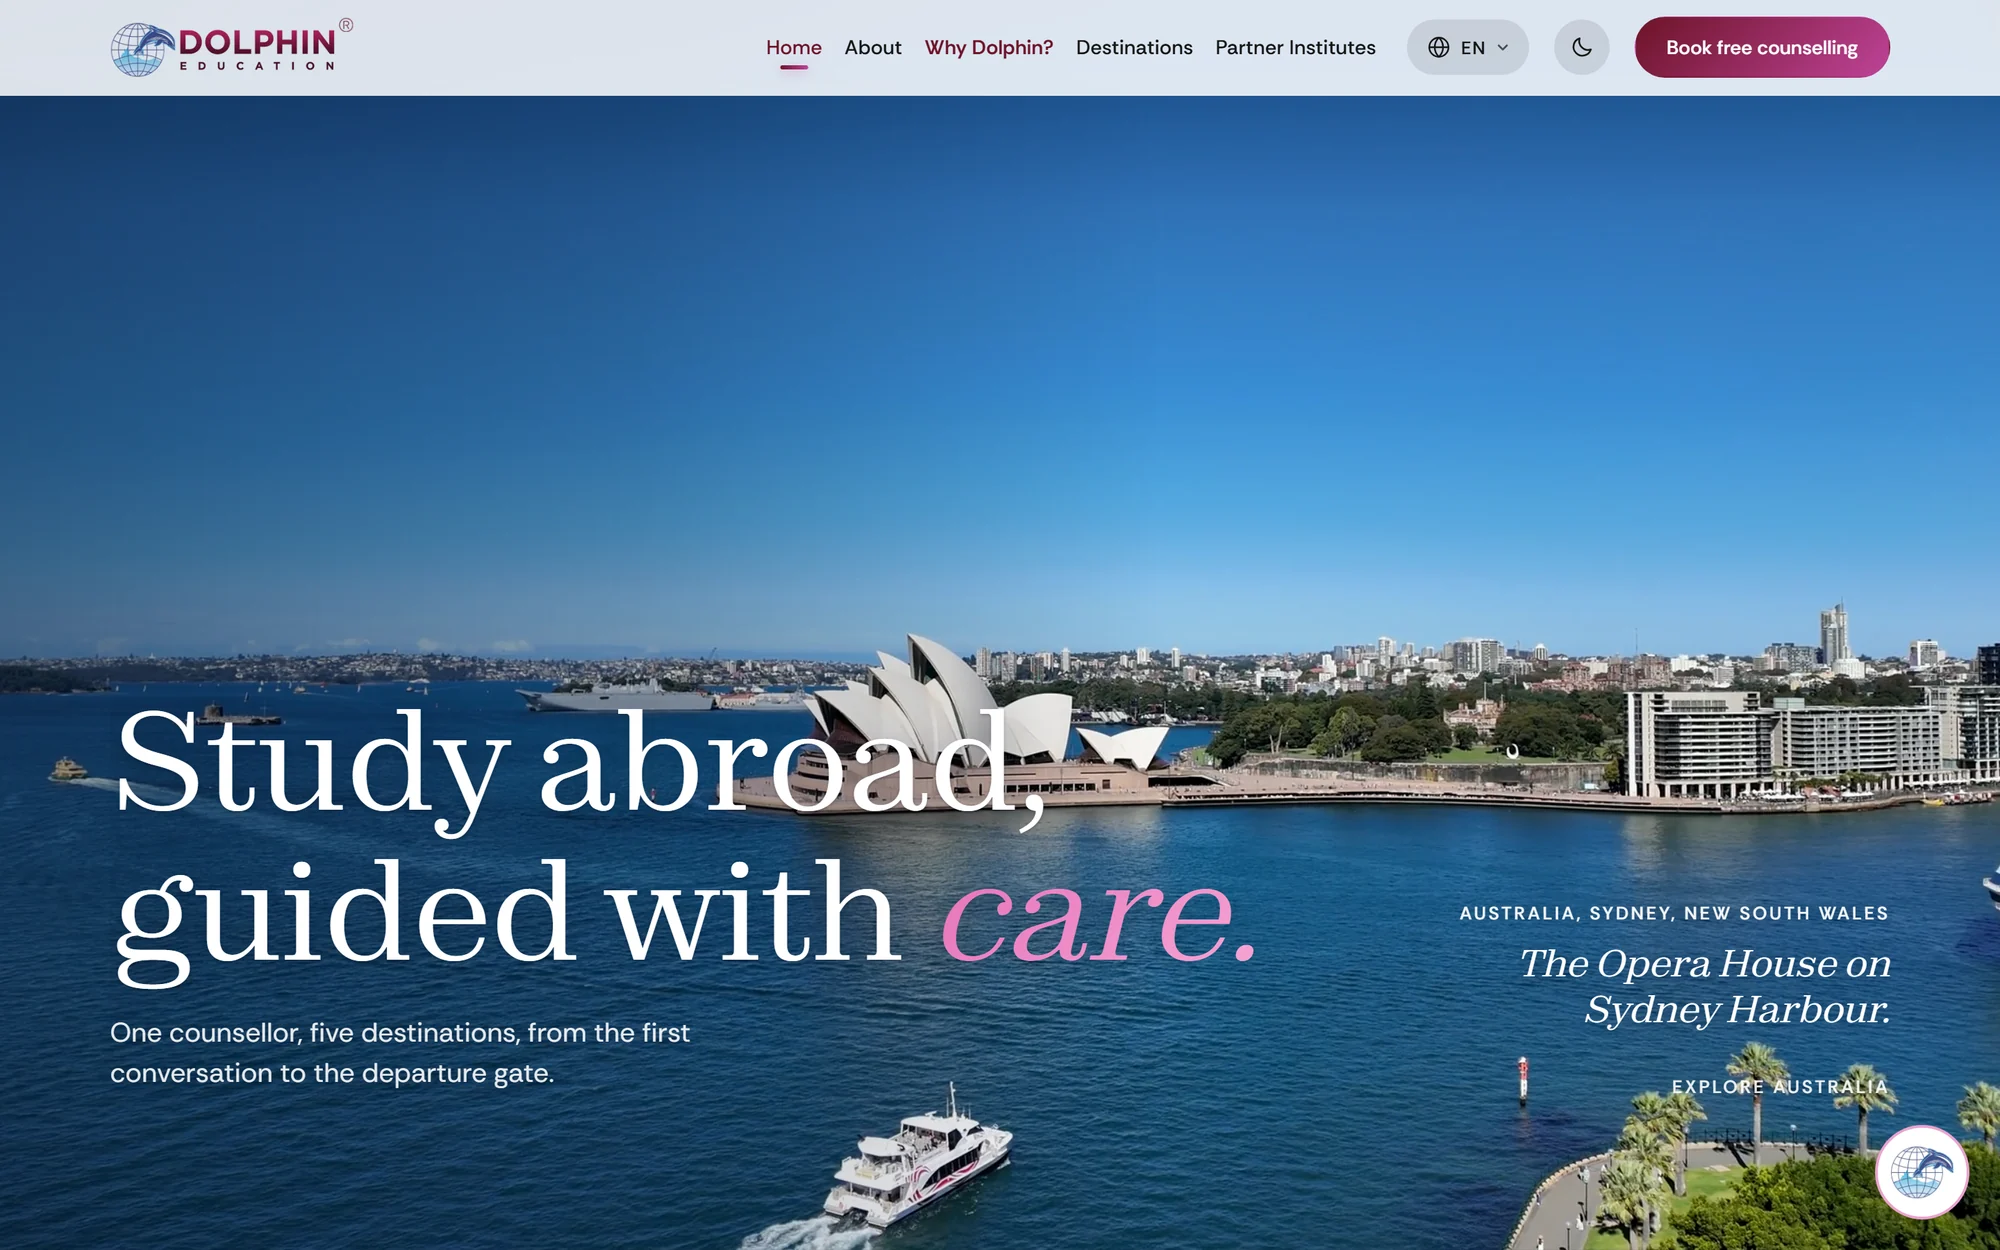 DOLPHIN®
EDUCATION
Home About Why Dolphin? Destinations Partner Institutes EN Book free counselling
Study abroad,
guided with care.
One counsellor, five destinations, from the first
conversation to the departure gate.
AUSTRALIA, SYDNEY, NEW SOUTH WALES
The Opera House on
Sydney Harbour.
EXPLORE AUSTRALIA